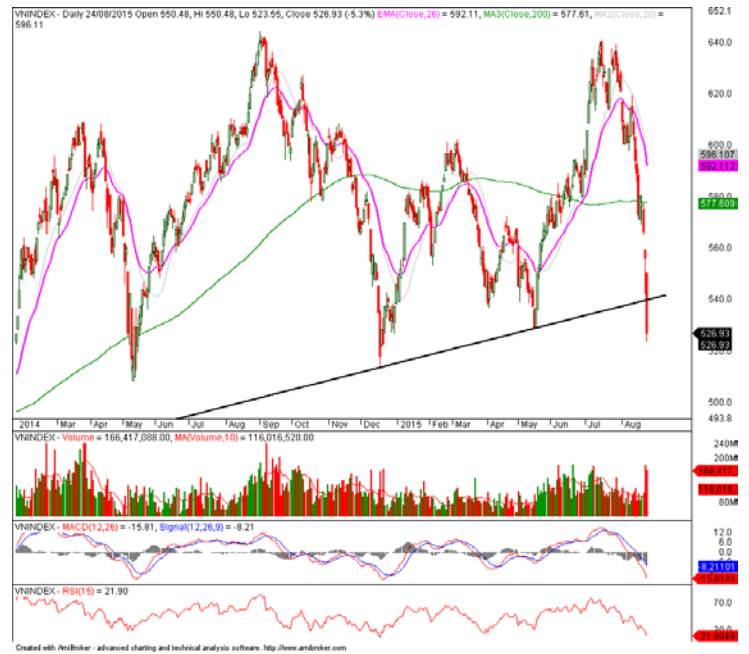 VNINDEX - Daily 24/08/2015 Open 550.48, Hi 550.48, Lo 523.55, Close 526.93 (-5.3%) EMA(Close,26) = 592.11, MA3(Close,200) = 577.61, MA2(Close,20) =
596.11
652.1
640.0
620.0
600.0
596.107
592.112
580.0
577.609
560.0
540.0
526.93
526.93
520.0
500.0
493.8
2014 Mar Apr May Jun Jul Aug Sep Oct Nov Dec 2015 Feb Mar Apr May Jun Jul Aug
VNINDEX - Volume = 166,417,088.00, MA(Volume,10) = 116,016,520.00
240M
200M
166,417,
116,016,
80M
VNINDEX - MACD(12,26) = -15.81, Signal(12,26,9) = -8.21
12.0
6.0
0.0
-8.21101
-15.8141
VNINDEX - RSI(15) = 21.90
70.0
30.0
21.9048
Created with AmiBroker - advanced charting and technical analysis software. http://www.amibroker.com